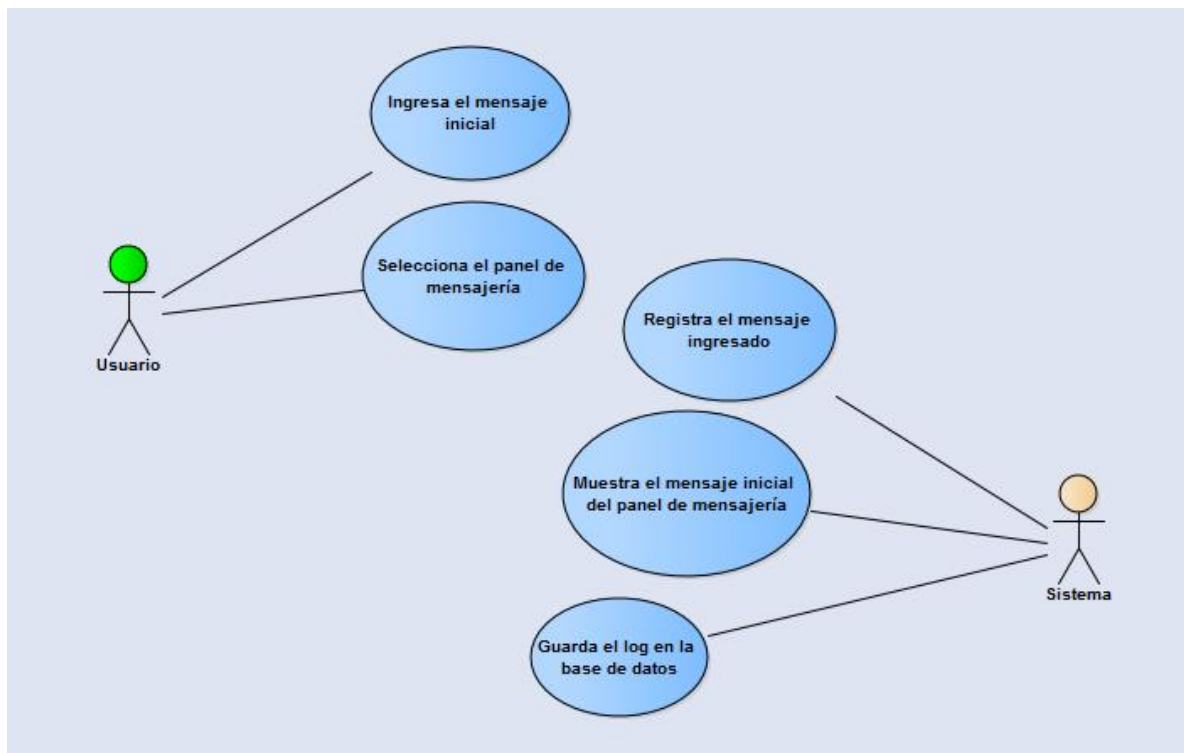 Ingresa el mensaje
inicial
Selecciona el panel de
mensajería
Usuario
Registra el mensaje
ingresado
Muestra el mensaje inicial
del panel de mensajería
Sistema
Guarda el log en la
base de datos